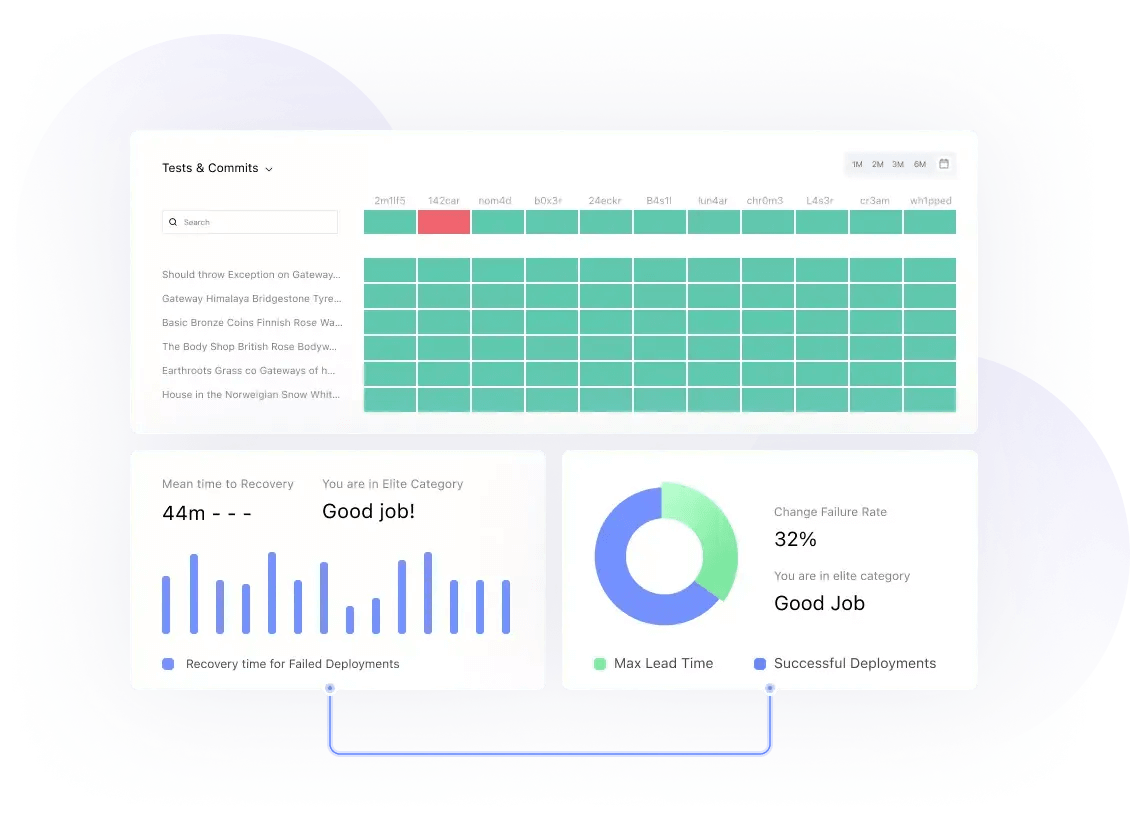 Tests & Commits
1M 2M 3M 6M
2m1lf5 142car nom4d b0x3r 24eckr B4s1l lun4ar chr0m3 L4s3r cr3am wh1pped
Search
Should throw Exception on Gateway...
Gateway Himalaya Bridgestone Tyre...
Basic Bronze Coins Finnish Rose Wa...
The Body Shop British Rose Bodyw...
Earthroots Grass co Gateways of h...
House in the Norweigian Snow Whit...
Mean time to Recovery
44m - - -
You are in Elite Category
Good job!
Recovery time for Failed Deployments
Change Failure Rate
32%
You are in elite category
Good Job
Max Lead Time
Successful Deployments